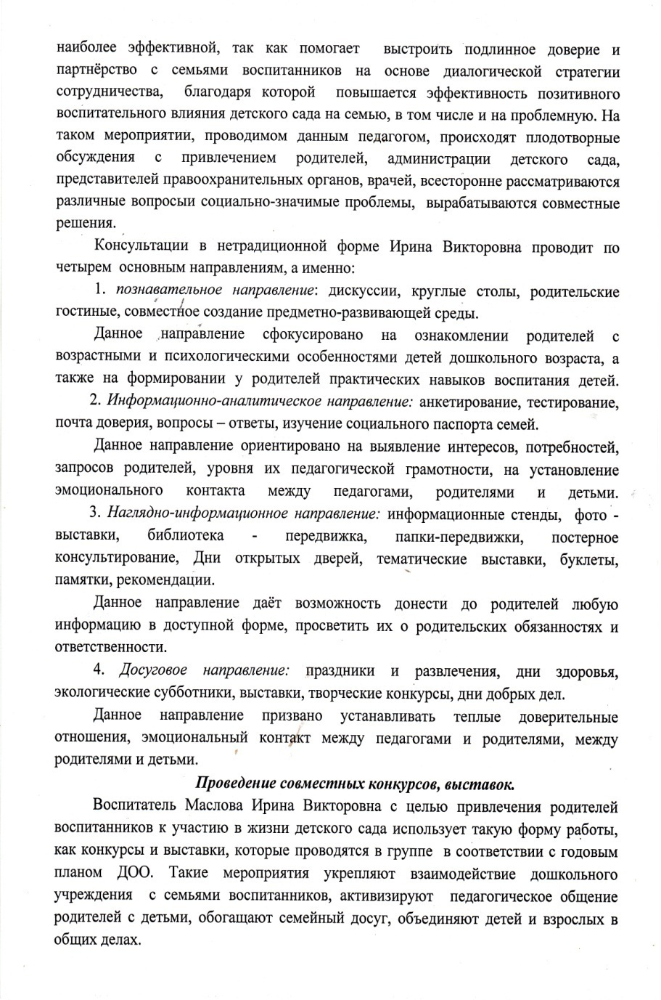 наиболее эффективной, так как помогает выстроить подлинное доверие и
партнёрство с семьями воспитанников на основе диалогической стратегии
сотрудничества, благодаря которой повышается эффективность позитивного
воспитательного влияния детского сада на семью, в том числе и на проблемную. На
таком мероприятии, проводимом данным педагогом, происходят плодотворные
обсуждения с привлечением родителей, администрации детского сада,
представителей правоохранительных органов, врачей, всесторонне рассматриваются
различные вопросыи социально-значимые проблемы, вырабатываются совместные
решения.
Консультации в нетрадиционной форме Ирина Викторовна проводит по
четырем основным направлениям, а именно:
1. познавательное направление: дискуссии, круглые столы, родительские
гостиные, совместное создание предметно-развивающей среды.
Данное направление сфокусировано на ознакомлении родителей с
возрастными и психологическими особенностями детей дошкольного возраста, а
также на формировании у родителей практических навыков воспитания детей.
2. Информационно-аналитическое направление: анкетирование, тестирование,
почта доверия, вопросы – ответы, изучение социального паспорта семей.
Данное направление ориентировано на выявление интересов, потребностей,
запросов родителей, уровня их педагогической грамотности, на установление
эмоционального контакта между педагогами, родителями и детьми.
3. Наглядно-информационное направление: информационные стенды, фото -
выставки, библиотека - передвижка, папки-передвижки, постерное
консультирование, Дни открытых дверей, тематические выставки, буклеты,
памятки, рекомендации.
Данное направление даёт возможность донести до родителей любую
информацию в доступной форме, просветить их о родительских обязанностях и
ответственности.
4. Досуговое направление: праздники и развлечения, дни здоровья,
экологические субботники, выставки, творческие конкурсы, дни добрых дел.
Данное направление призвано устанавливать теплые доверительные
отношения, эмоциональный контакт между педагогами и родителями, между
родителями и детьми.
Проведение совместных конкурсов, выставок.
Воспитатель Маслова Ирина Викторовна с целью привлечения родителей
воспитанников к участию в жизни детского сада использует такую форму работы,
как конкурсы и выставки, которые проводятся в группе в соответствии с годовым
планом ДОО. Такие мероприятия укрепляют взаимодействие дошкольного
учреждения с семьями воспитанников, активизируют педагогическое общение
родителей с детьми, обогащают семейный досуг, объединяют детей и взрослых в
общих делах.